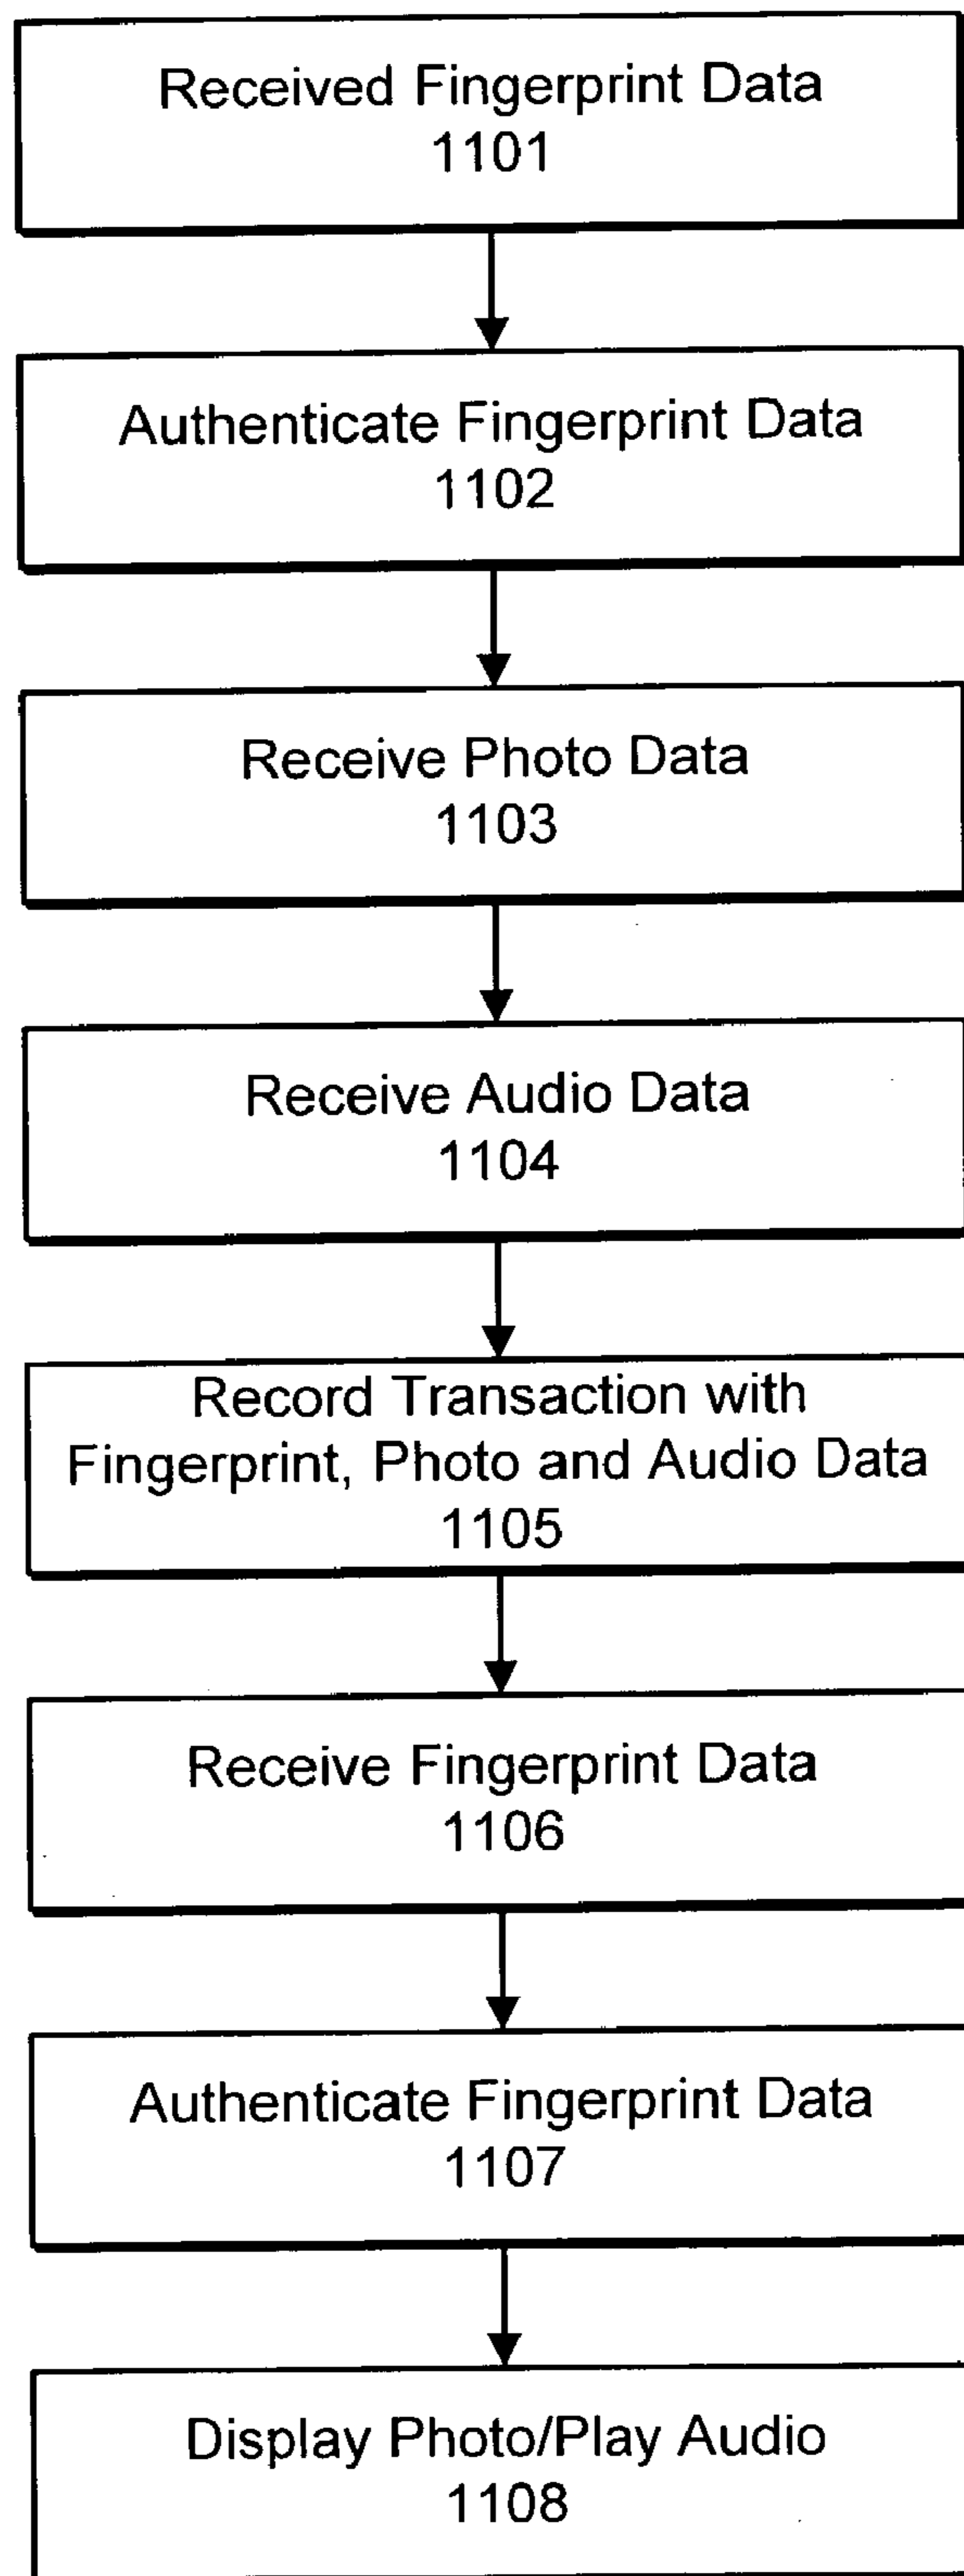 Received Fingerprint Data
1101
Authenticate Fingerprint Data
1102
Receive Photo Data
1103
Receive Audio Data
1104
Record Transaction with
Fingerprint, Photo and Audio Data
1105
Receive Fingerprint Data
1106
Authenticate Fingerprint Data
1107
Display Photo/Play Audio
1108